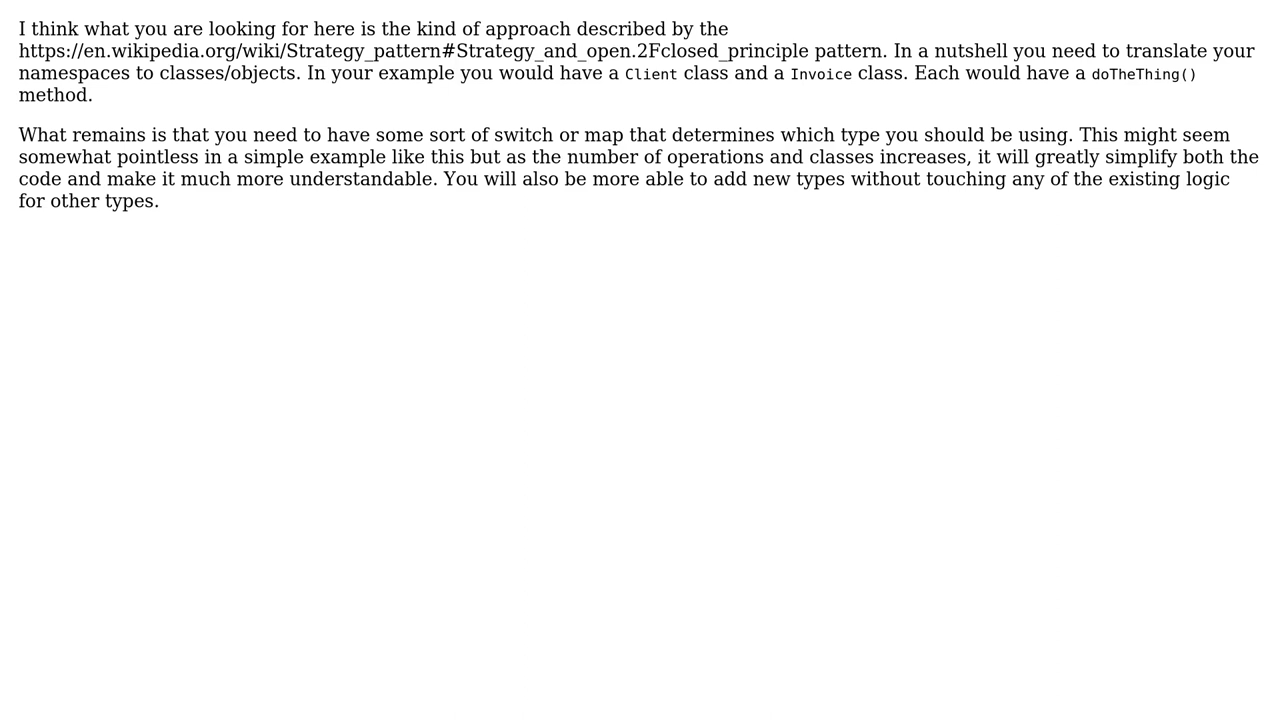 I think what you are looking for here is the kind of approach described by the
https://en.wikipedia.org/wiki/Strategy_pattern#Strategy_and_open.2Fclosed_principle pattern. In a nutshell you need to translate your
namespaces to classes/objects. In your example you would have a Client class and a Invoice class. Each would have a doTheThing()
method.
What remains is that you need to have some sort of switch or map that determines which type you should be using. This might seem
somewhat pointless in a simple example like this but as the number of operations and classes increases, it will greatly simplify both the
code and make it much more understandable. You will also be more able to add new types without touching any of the existing logic
for other types.